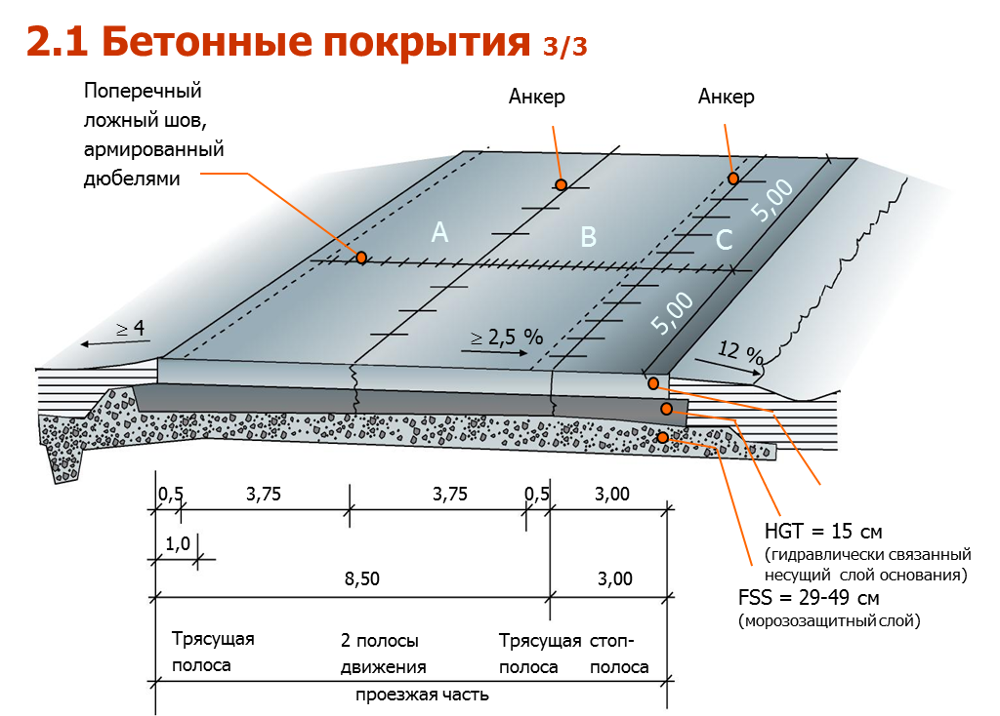 2.1 Бетонные покрытия 3/3
Поперечный
ложный шов,
армированный
дюбелями
Анкер
Анкер
A
B
C
5,00
5,00
≥ 4
≥ 2,5 %
12 %
0,5
3,75
3,75
0,5
3,00
1,0
8,50
3,00
HGT = 15 см
(гидравлически связанный
несущий слой основания)
FSS = 29-49 см
(морозозащитный слой)
Трясущая
полоса
2 полосы
движения
Трясущая
полоса
стоп-
полоса
проезжая часть